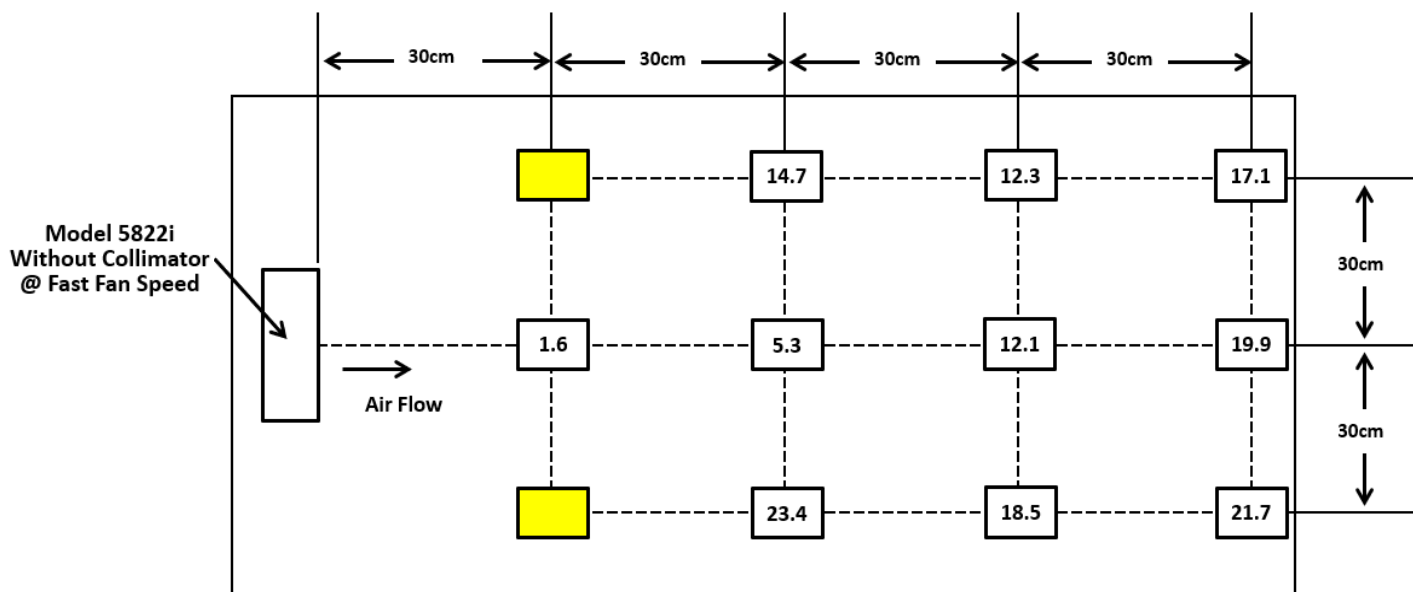 30cm 30cm 30cm 30cm
14.7 12.3 17.1
Model 5822i
Without Collimator
@ Fast Fan Speed
30cm
1.6 5.3 12.1 19.9
Air Flow
30cm
23.4 18.5 21.7